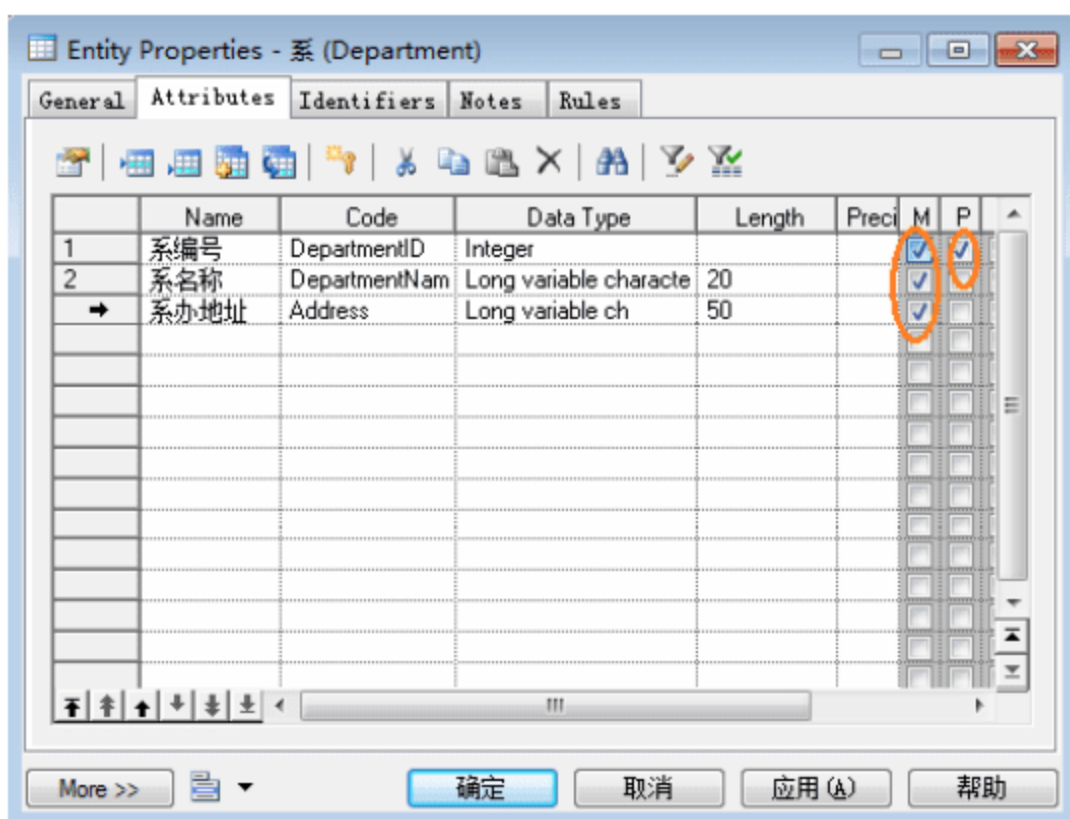 Entity Properties - 系 (Department)
General Attributes Identifiers Notes Rules
Name Code Data Type Length Preci M P
1 系编号 DepartmentID Integer
2 系名称 DepartmentNam Long variable characte 20
系办地址 Address Long variable ch 50
More >> 确定 取消 应用(A) 帮助